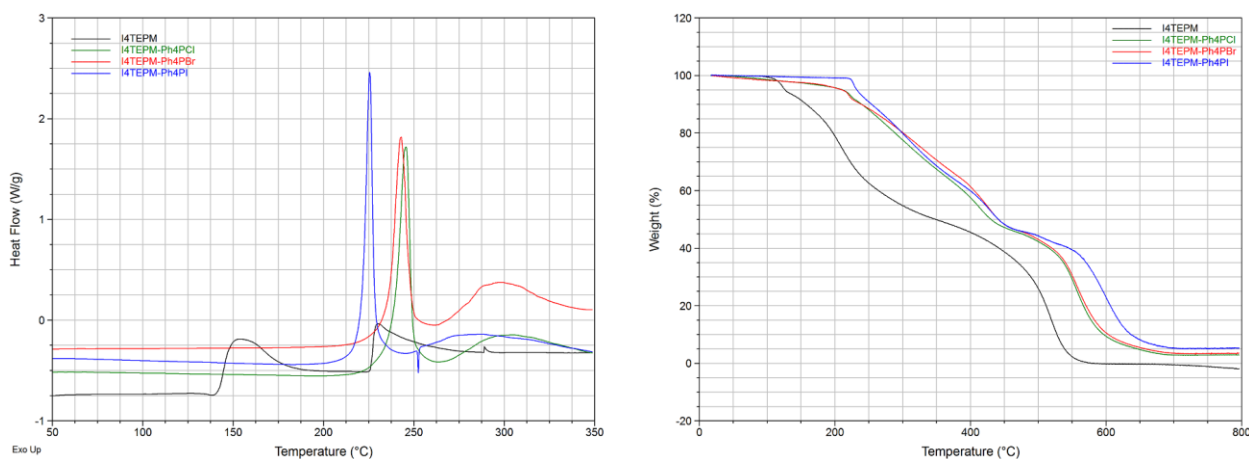 3
2
1
0
-1
Heat Flow (W/g)
I4TEPM
I4TEPM-Ph4PCl
I4TEPM-Ph4PBr
I4TEPM-Ph4PI
50 100 150 200 250 300 350
Exo Up
Temperature (°C)
120
100
80
60
40
20
0
-20
Weight (%)
I4TEPM
I4TEPM-Ph4PCl
I4TEPM-Ph4PBr
I4TEPM-Ph4PI
0 200 400 600 800
Temperature (°C)